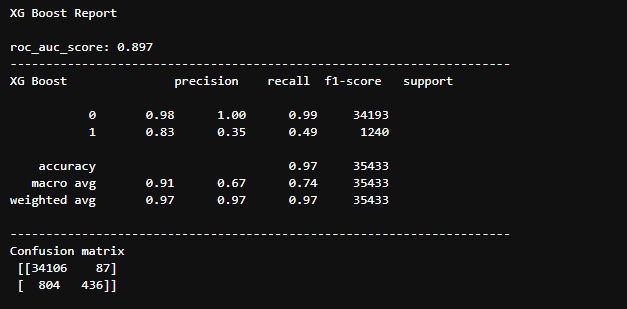 XG Boost Report
roc_auc_score: 0.897
----------------------------------------------------------------------
XG Boost               precision    recall  f1-score   support
           0       0.98      1.00      0.99     34193
           1       0.83      0.35      0.49      1240
    accuracy                           0.97     35433
   macro avg       0.91      0.67      0.74     35433
weighted avg       0.97      0.97      0.97     35433
----------------------------------------------------------------------
Confusion matrix
 [[34106    87]
 [  804   436]]